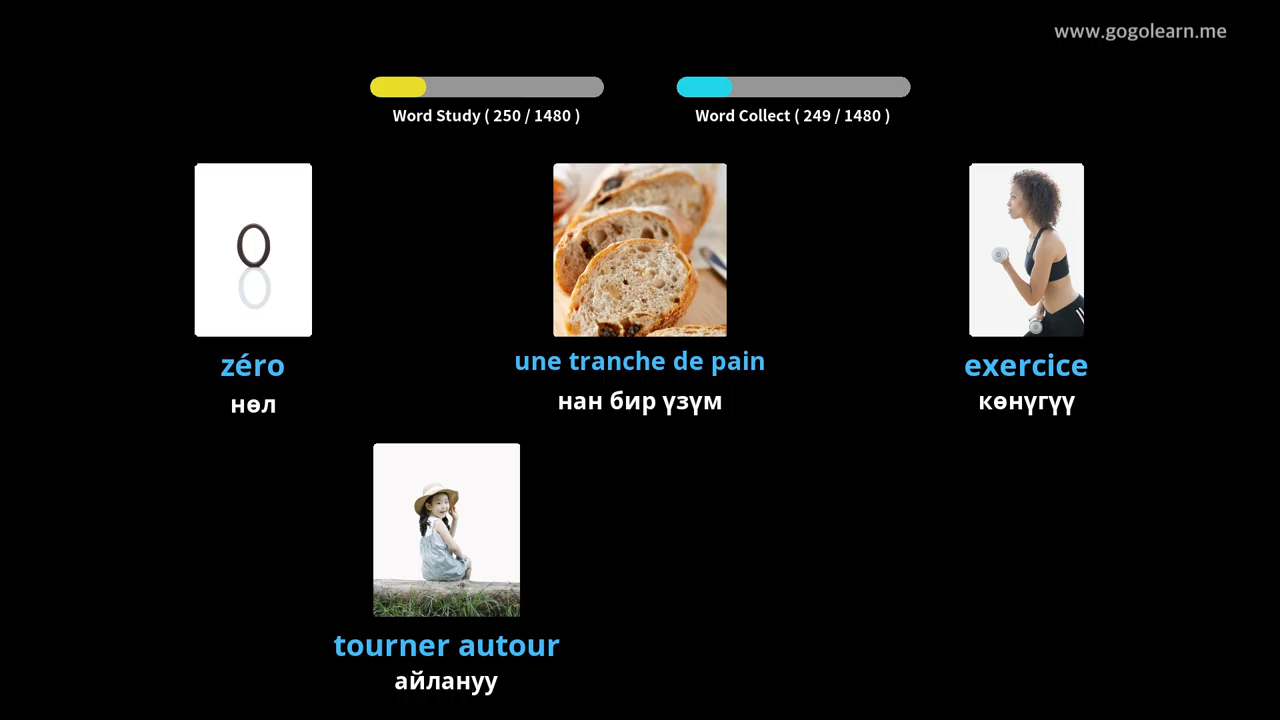 www.gogolearn.me
Word Study ( 250 / 1480 )
Word Collect ( 249 / 1480 )
zéro
нөл
une tranche de pain
нан бир үзүм
exercice
көнүгүү
tourner autour
айлануу